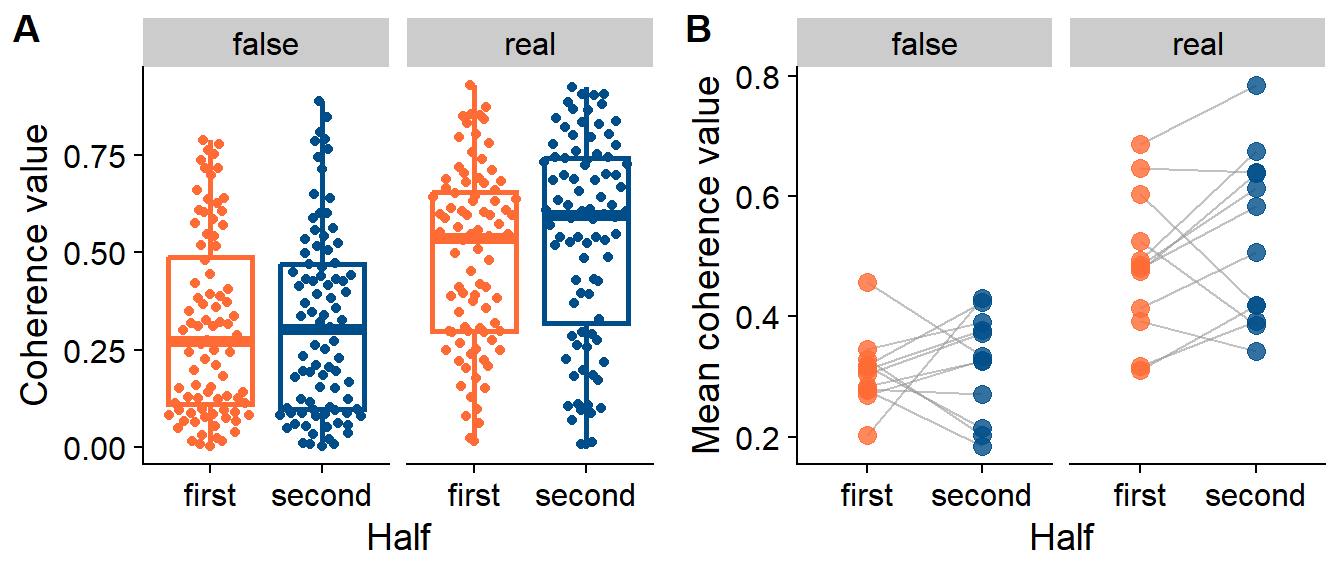 A
false
real
Coherence value
0.75
0.50
0.25
0.00
first
second
first
second
Half
B
false
real
Mean coherence value
0.8
0.6
0.4
0.2
first
second
first
second
Half